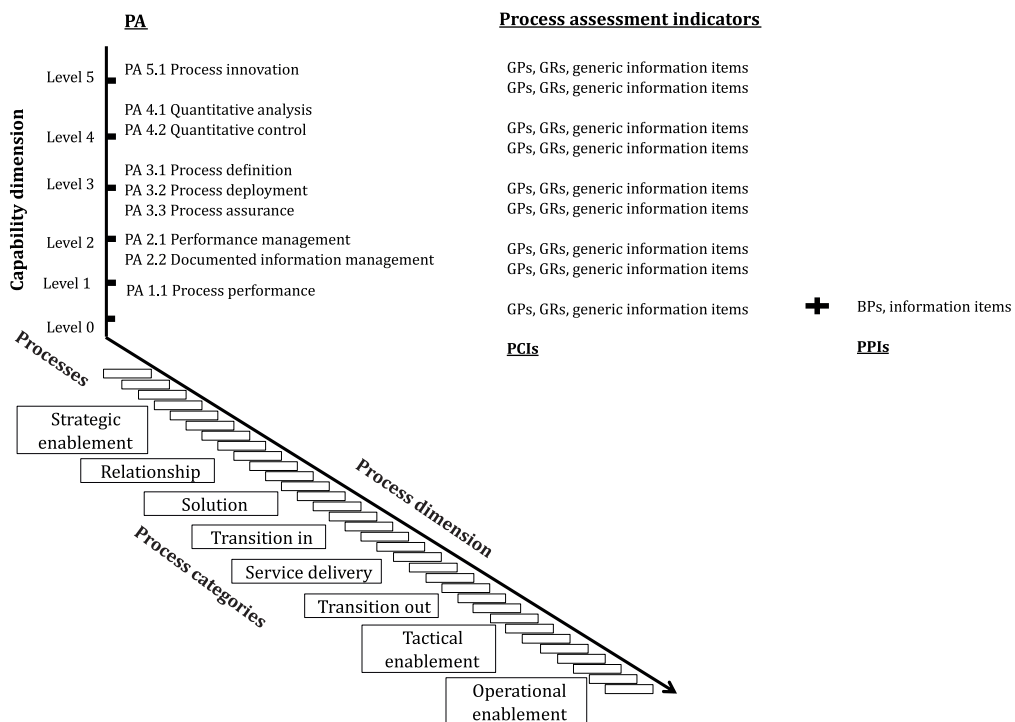 PA
Process assessment indicators
Capability dimension
Level 5
PA 5.1 Process innovation
GPs, GRs, generic information items
GPs, GRs, generic information items
Level 4
PA 4.1 Quantitative analysis
PA 4.2 Quantitative control
GPs, GRs, generic information items
GPs, GRs, generic information items
Level 3
PA 3.1 Process definition
PA 3.2 Process deployment
PA 3.3 Process assurance
GPs, GRs, generic information items
GPs, GRs, generic information items
Level 2
PA 2.1 Performance management
PA 2.2 Documented information management
GPs, GRs, generic information items
GPs, GRs, generic information items
Level 1
PA 1.1 Process performance
GPs, GRs, generic information items
BPs, information items
Level 0
PCIs
PPIs
Processes
Strategic
enablement
Relationship
Solution
Transition in
Service delivery
Transition out
Tactical
enablement
Operational
enablement
Process dimension
Process categories